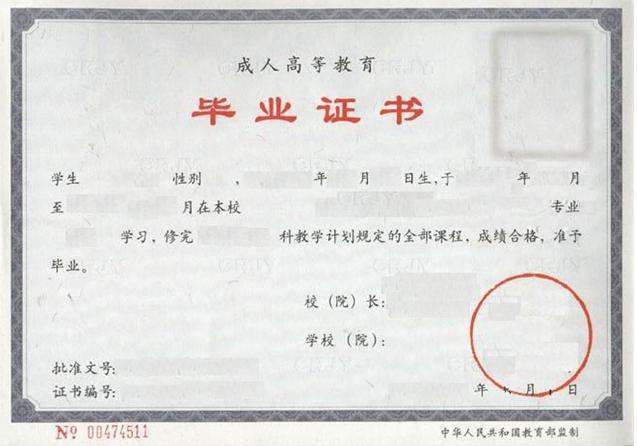 成人高等教育
毕业证书
学生 性别 , 年 月 日生,于 年 月
至 月在本校 专业
学习,修完 科教学计划规定的全部课程,成绩合格,准予
毕业。
校(院)长:
学校(院):
批准文号:
证书编号:
年 月 日
№ 00474511
中华人民共和国教育部监制